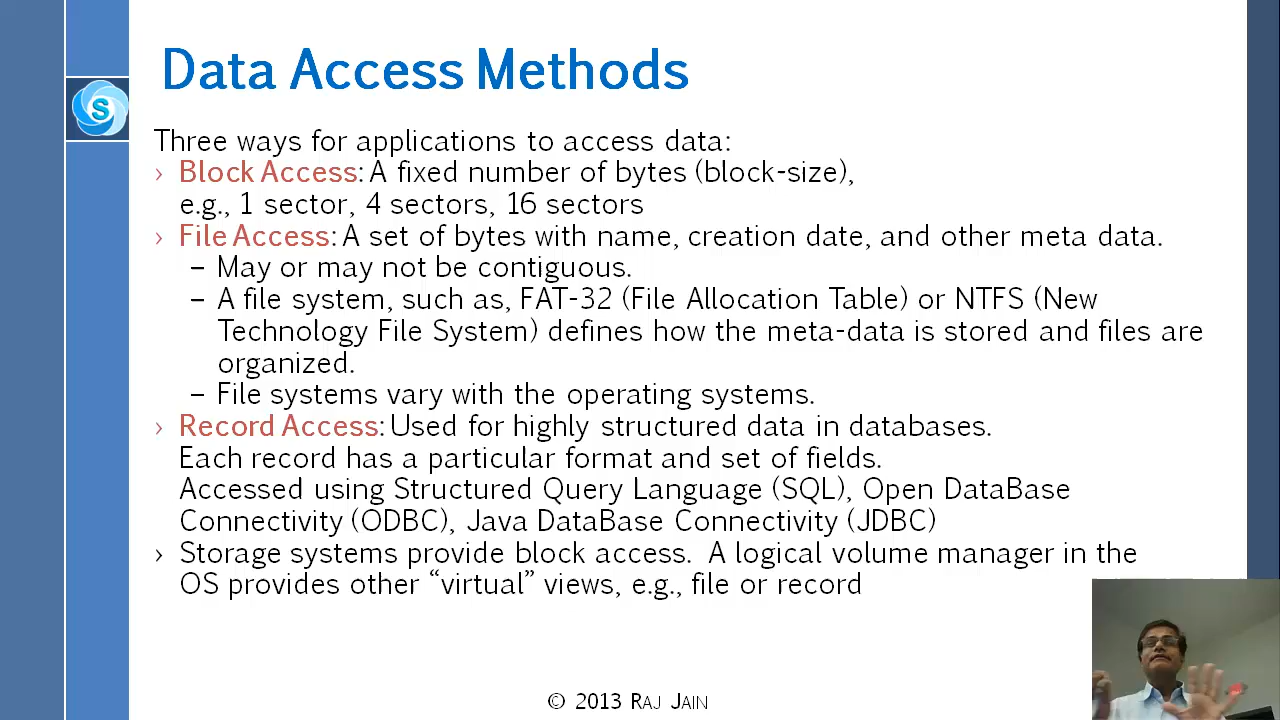 Data Access Methods
S
Three ways for applications to access data:
› Block Access: A fixed number of bytes (block-size),
e.g., 1 sector, 4 sectors, 16 sectors
› File Access: A set of bytes with name, creation date, and other meta data.
– May or may not be contiguous.
– A file system, such as, FAT-32 (File Allocation Table) or NTFS (New
Technology File System) defines how the meta-data is stored and files are
organized.
– File systems vary with the operating systems.
› Record Access: Used for highly structured data in databases.
Each record has a particular format and set of fields.
Accessed using Structured Query Language (SQL), Open DataBase
Connectivity (ODBC), Java DataBase Connectivity (JDBC)
› Storage systems provide block access. A logical volume manager in the
OS provides other “virtual” views, e.g., file or record
© 2013 RAJ JAIN